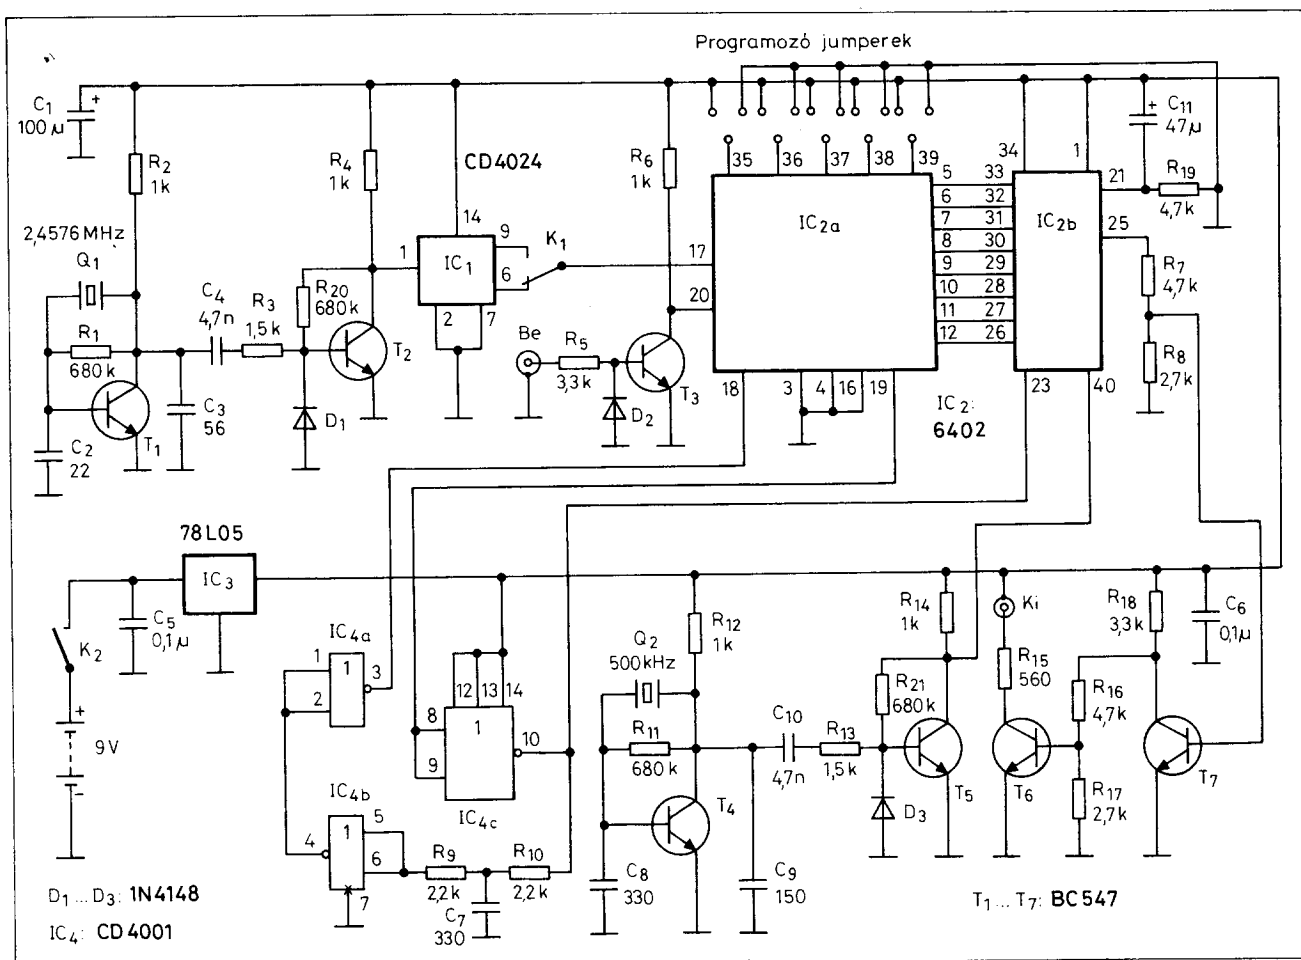 Programozó jumperek
C1
100 µ
R2
1k
R4
1k
CD4024
R6
1k
35 36 37 38 39
34
1
C11
47µ
21
R19
4,7k
2,4576 MHz
Q1
14
9
1
IC1
6
K1
2
7
17
20
IC2a
5
6
7
8
9
10
11
12
33
32
31
30
29
28
27
26
IC2b
25
R7
4,7k
R8
2,7k
C4
4,7n
R3
1,5k
R20
680k
R1
680k
T2
Be
R5
3,3k
T3
18
3
4
16
19
IC2:
6402
23
40
T1
C3
56
D1
D2
C2
22
78L05
IC3
C5
0,1µ
K2
9V
IC4a
1
2
1
3
12 13 14
8
9
1
10
IC4c
IC4b
4
1
5
6
7
R9
2,2k
R10
2,2k
C7
330
Q2
500kHz
R12
1k
R11
680k
T4
C8
330
C9
150
C10
4,7n
R13
1,5k
R14
1k
R21
680k
D3
T5
Ki
R15
560
T6
R16
4,7k
R17
2,7k
R18
3,3k
C6
0,1µ
T7
D1 ... D3: 1N4148
IC4: CD 4001
T1 ... T7: BC547